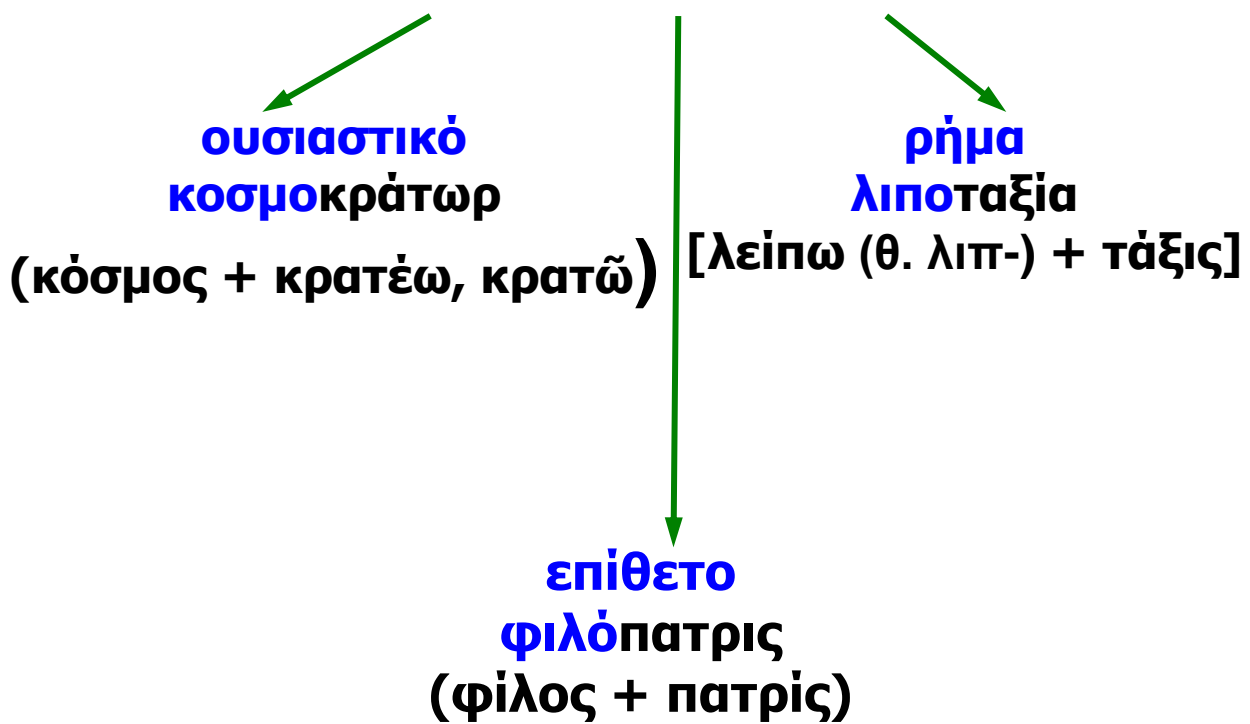 ουσιαστικό
κοσμοκράτωρ
(κόσμος + κρατέω, κρατῶ)
ρήμα
λιποταξία
[λείπω (θ. λιπ-) + τάξις]
επίθετο
φιλόπατρις
(φίλος + πατρίς)